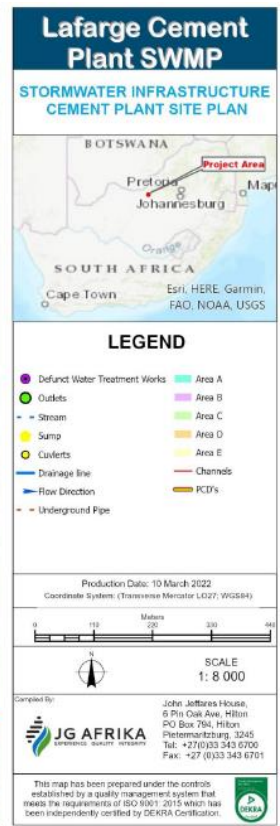 Lafarge Cement
Plant SWMP
STORMWATER INFRASTRUCTURE
CEMENT PLANT SITE PLAN
BOTSWANA
Project Area
Pretoria
Map
Johannesburg
Orange
SOUTH AFRICA
Esri, HERE, Garmin,
FAO, NOAA, USGS
Cape Town
LEGEND
Defunct Water Treatment Works
Outlets
Stream
Sump
Cuvlerts
Drainage line
Flow Direction
Underground Pipe
Area A
Area B
Area C
Area D
Area E
Channels
PCD's
Production Date: 10 March 2022
Coordinate System: (Transverse Mercator LO27; WGS84)
Meters
0 110 220 330 440
N
SCALE
1: 8 000
Compiled By:
JG AFRIKA
EXPERIENCE QUALITY INTEGRITY
John Jeffares House,
6 Pin Oak Ave, Hilton
PO Box 794, Hilton
Pietermaritzburg, 3245
Tel: +27(0)33 343 6700
Fax: +27 (0)33 343 6701
This map has been prepared under the controls
established by a quality management system that
meets the requirements of ISO 9001: 2015 which has
been independently certified by DEKRA Certification.
DEKRA